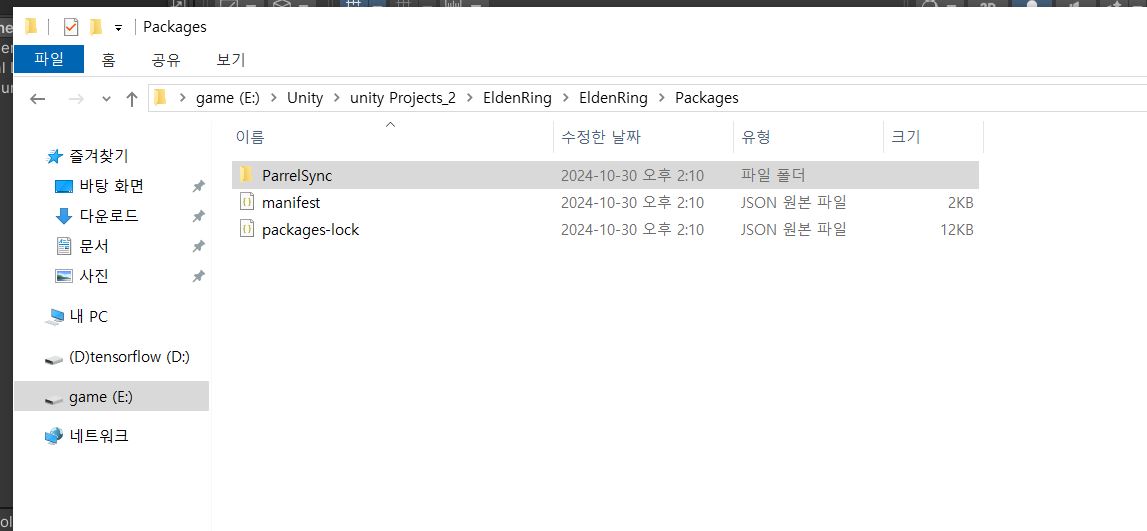 Packages
파일 홈 공유 보기
game (E:) Unity unity Projects_2 EldenRing EldenRing Packages
이름 수정한 날짜 유형 크기
즐겨찾기
바탕 화면
다운로드
문서
사진
내 PC
(D)tensorflow (D:)
game (E:)
네트워크
ParrelSync 2024-10-30 오후 2:10 파일 폴더
manifest 2024-10-30 오후 2:10 JSON 원본 파일 2KB
packages-lock 2024-10-30 오후 2:10 JSON 원본 파일 12KB